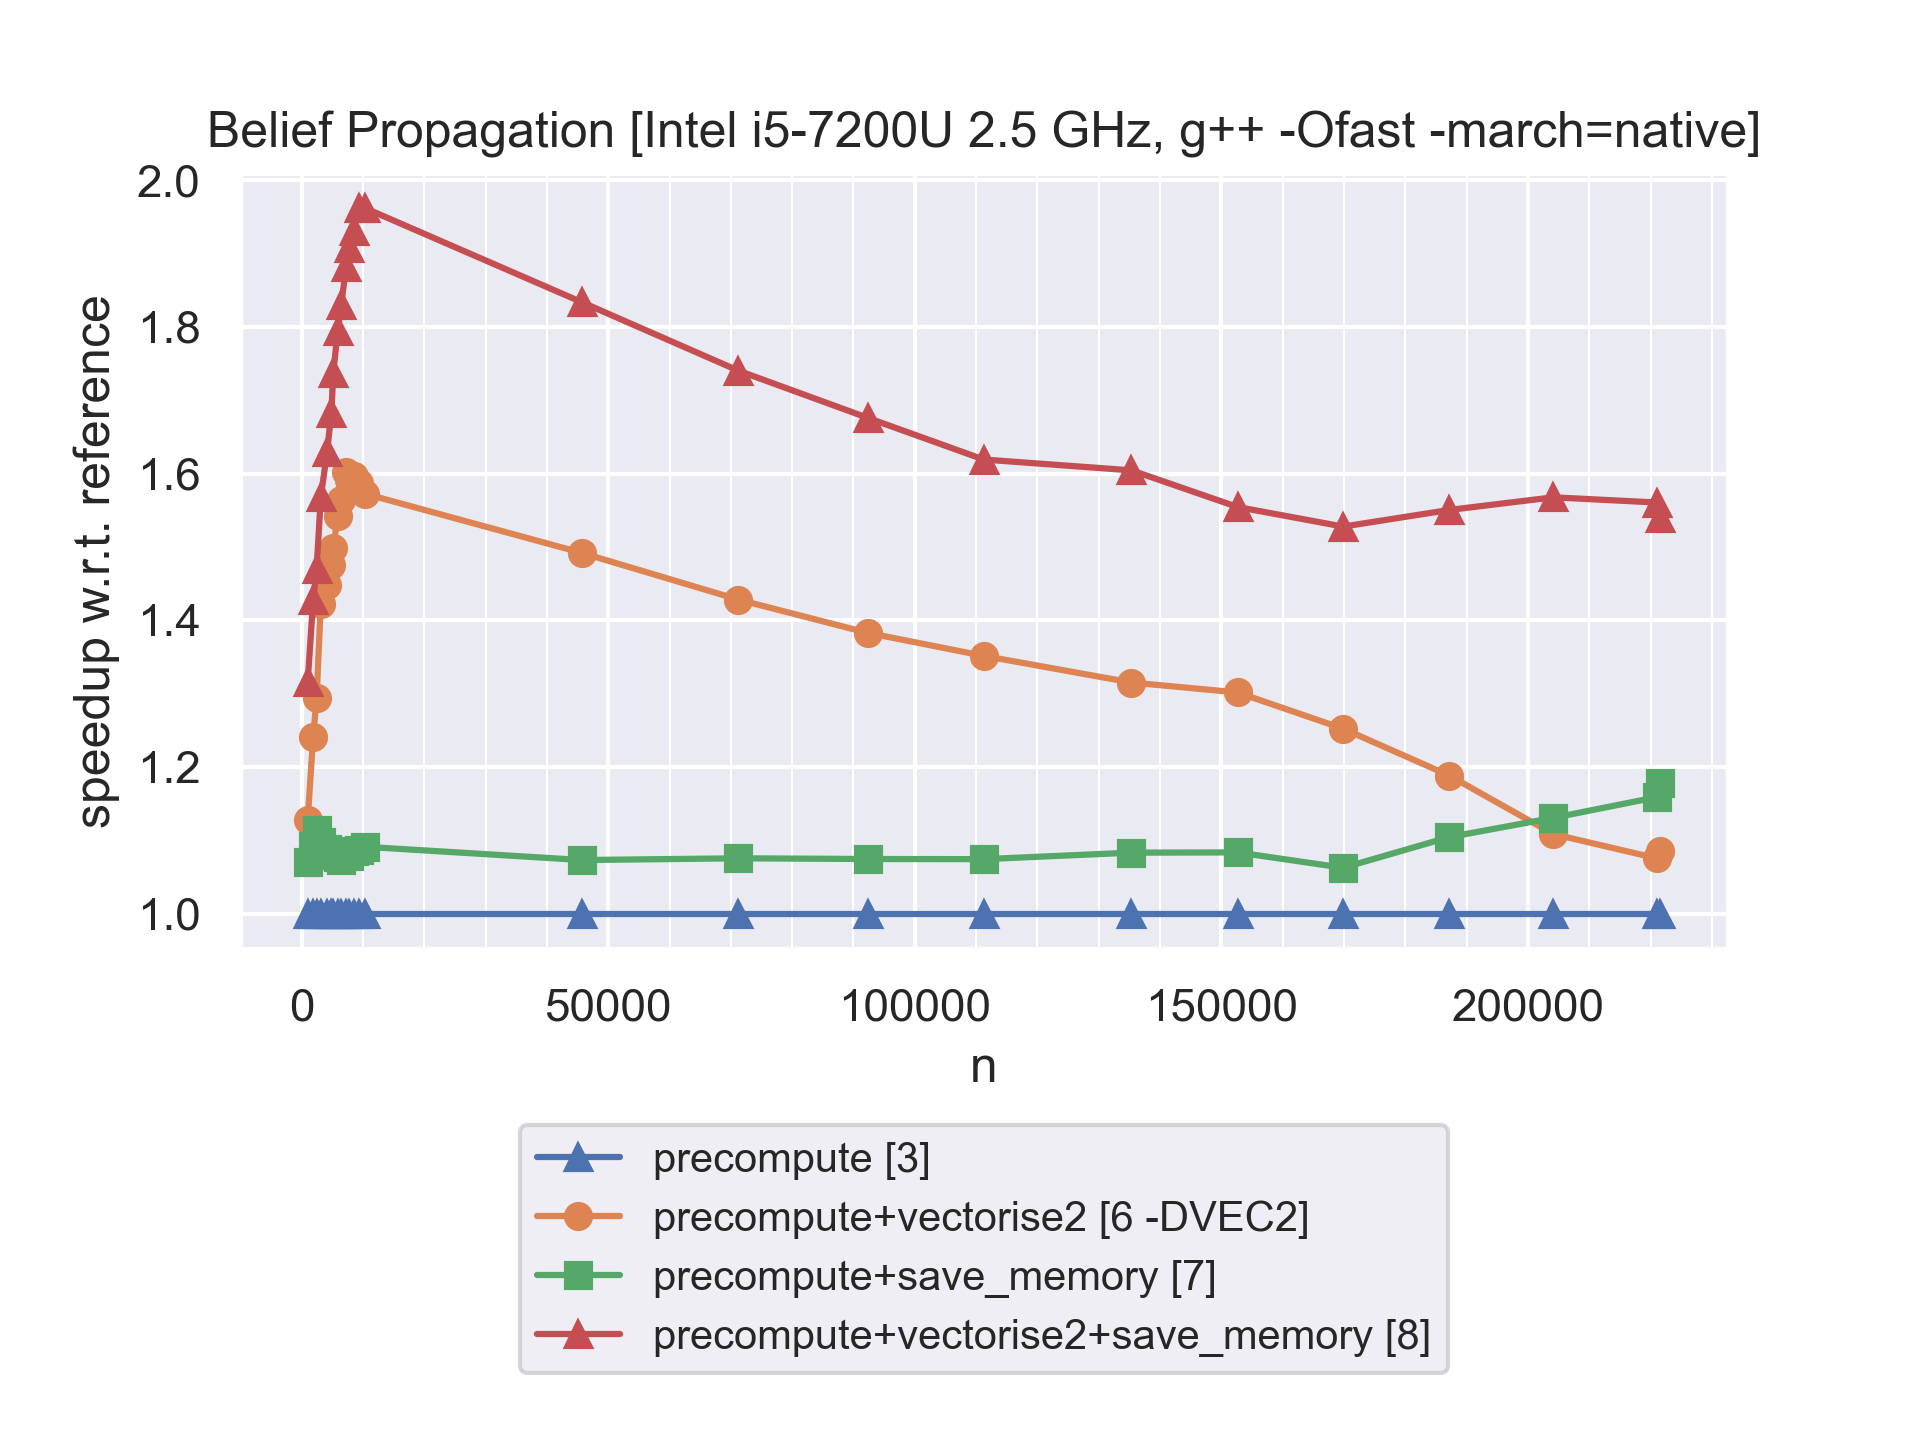 Belief Propagation [Intel i5-7200U 2.5 GHz, g++ -Ofast -march=native]
2.0
1.8
1.6
1.4
1.2
1.0
speedup w.r.t. reference
0 50000 100000 150000 200000
n
precompute [3]
precompute+vectorise2 [6 -DVEC2]
precompute+save_memory [7]
precompute+vectorise2+save_memory [8]